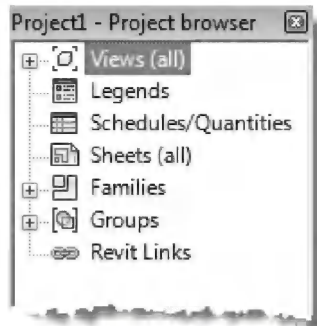 Project1 - Project browser
Views (all)
Legends
Schedules/Quantities
Sheets (all)
Families
Groups
Revit Links